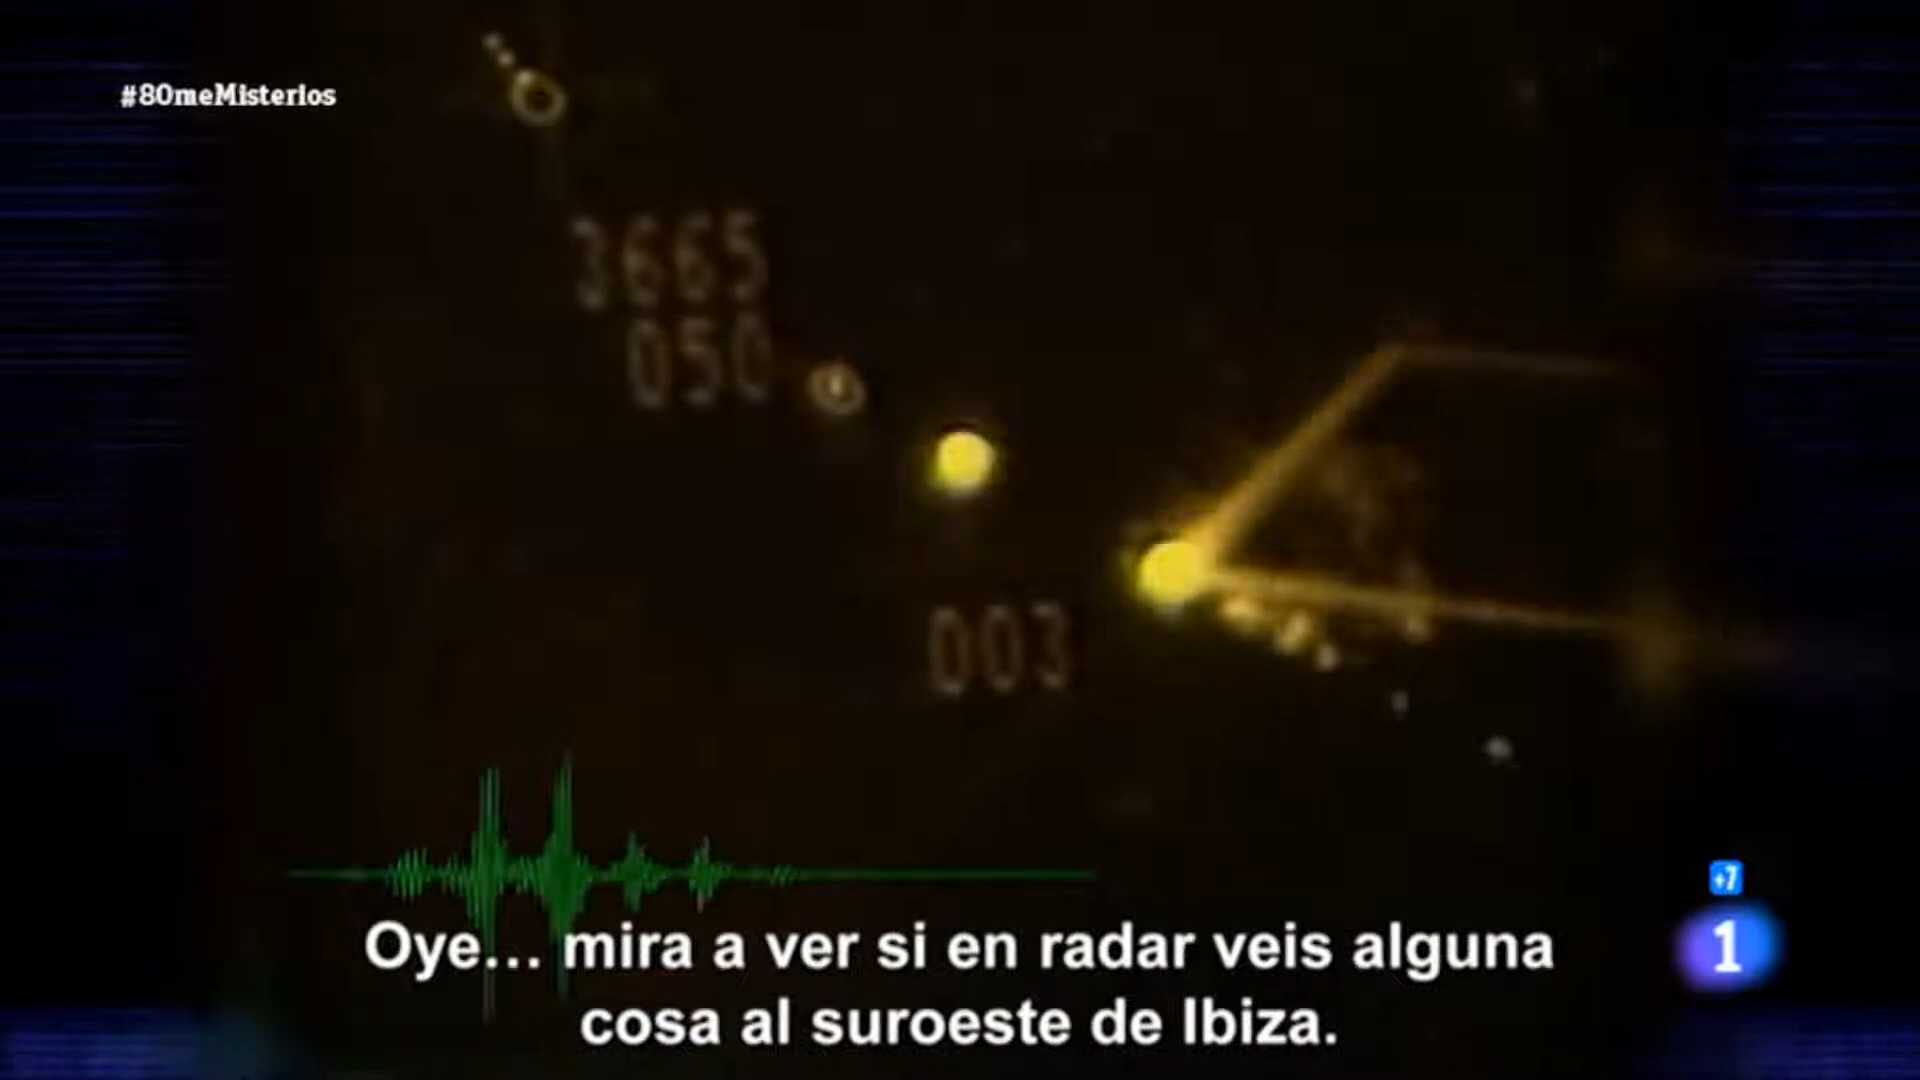 #80meMisterios
3665
050
003
+7
1
Oye... mira a ver si en radar veis alguna
cosa al suroeste de Ibiza.